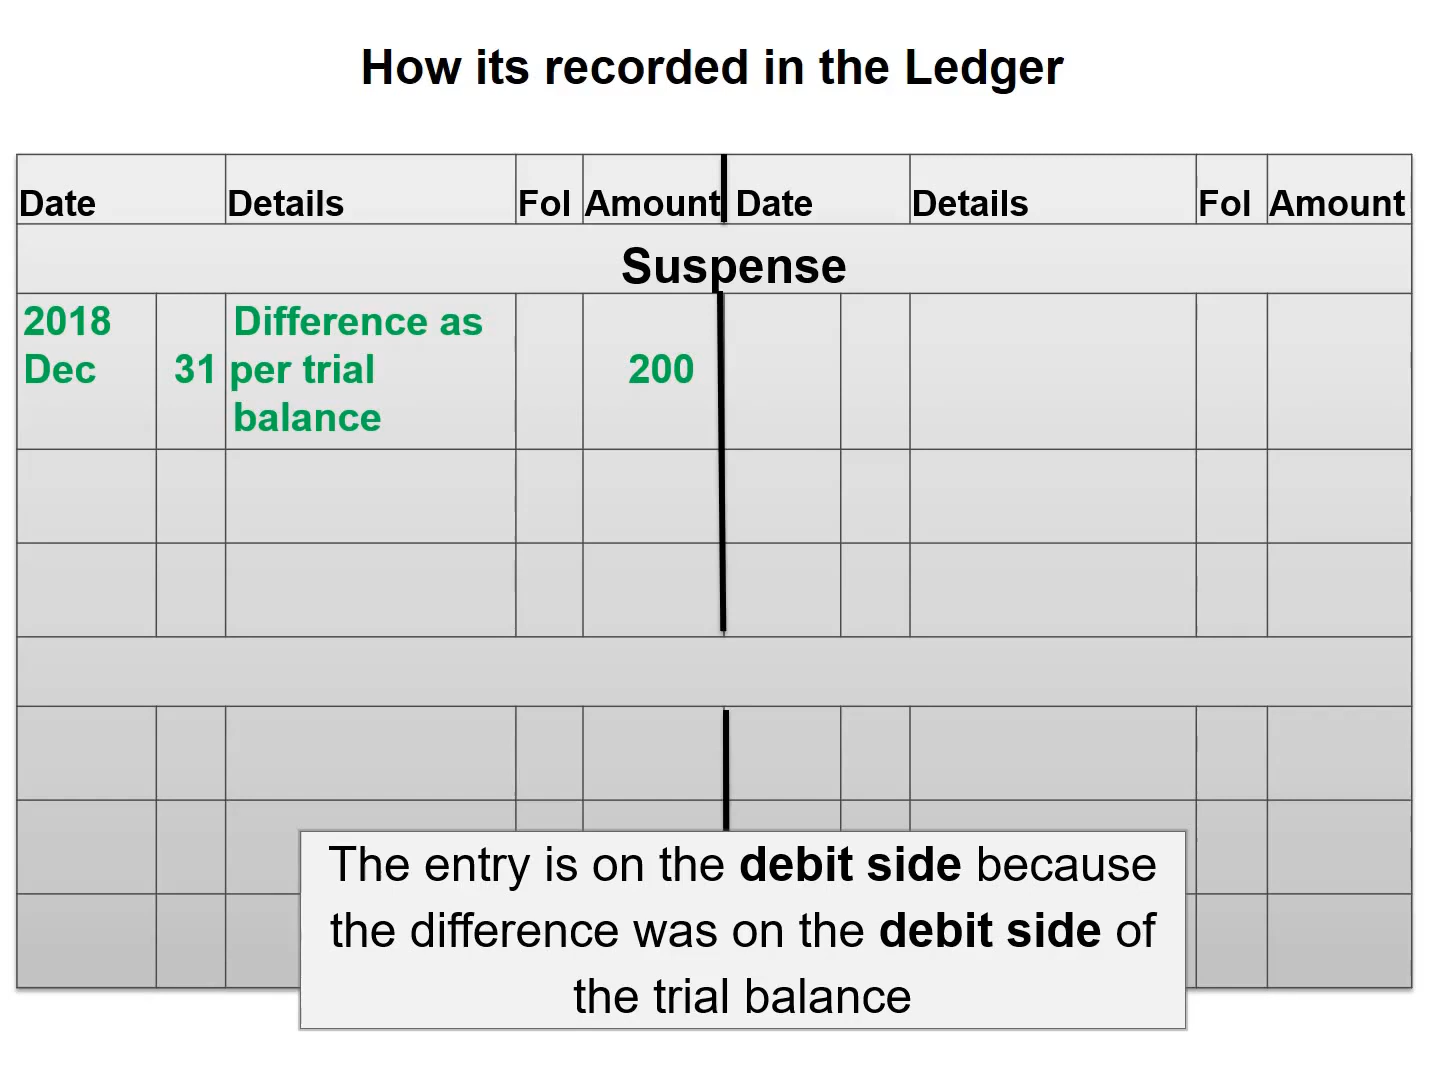 How its recorded in the Ledger
Date Details Fol Amount Date Details Fol Amount
Suspense
2018 Difference as
Dec 31 per trial 200
balance
The entry is on the debit side because
the difference was on the debit side of
the trial balance